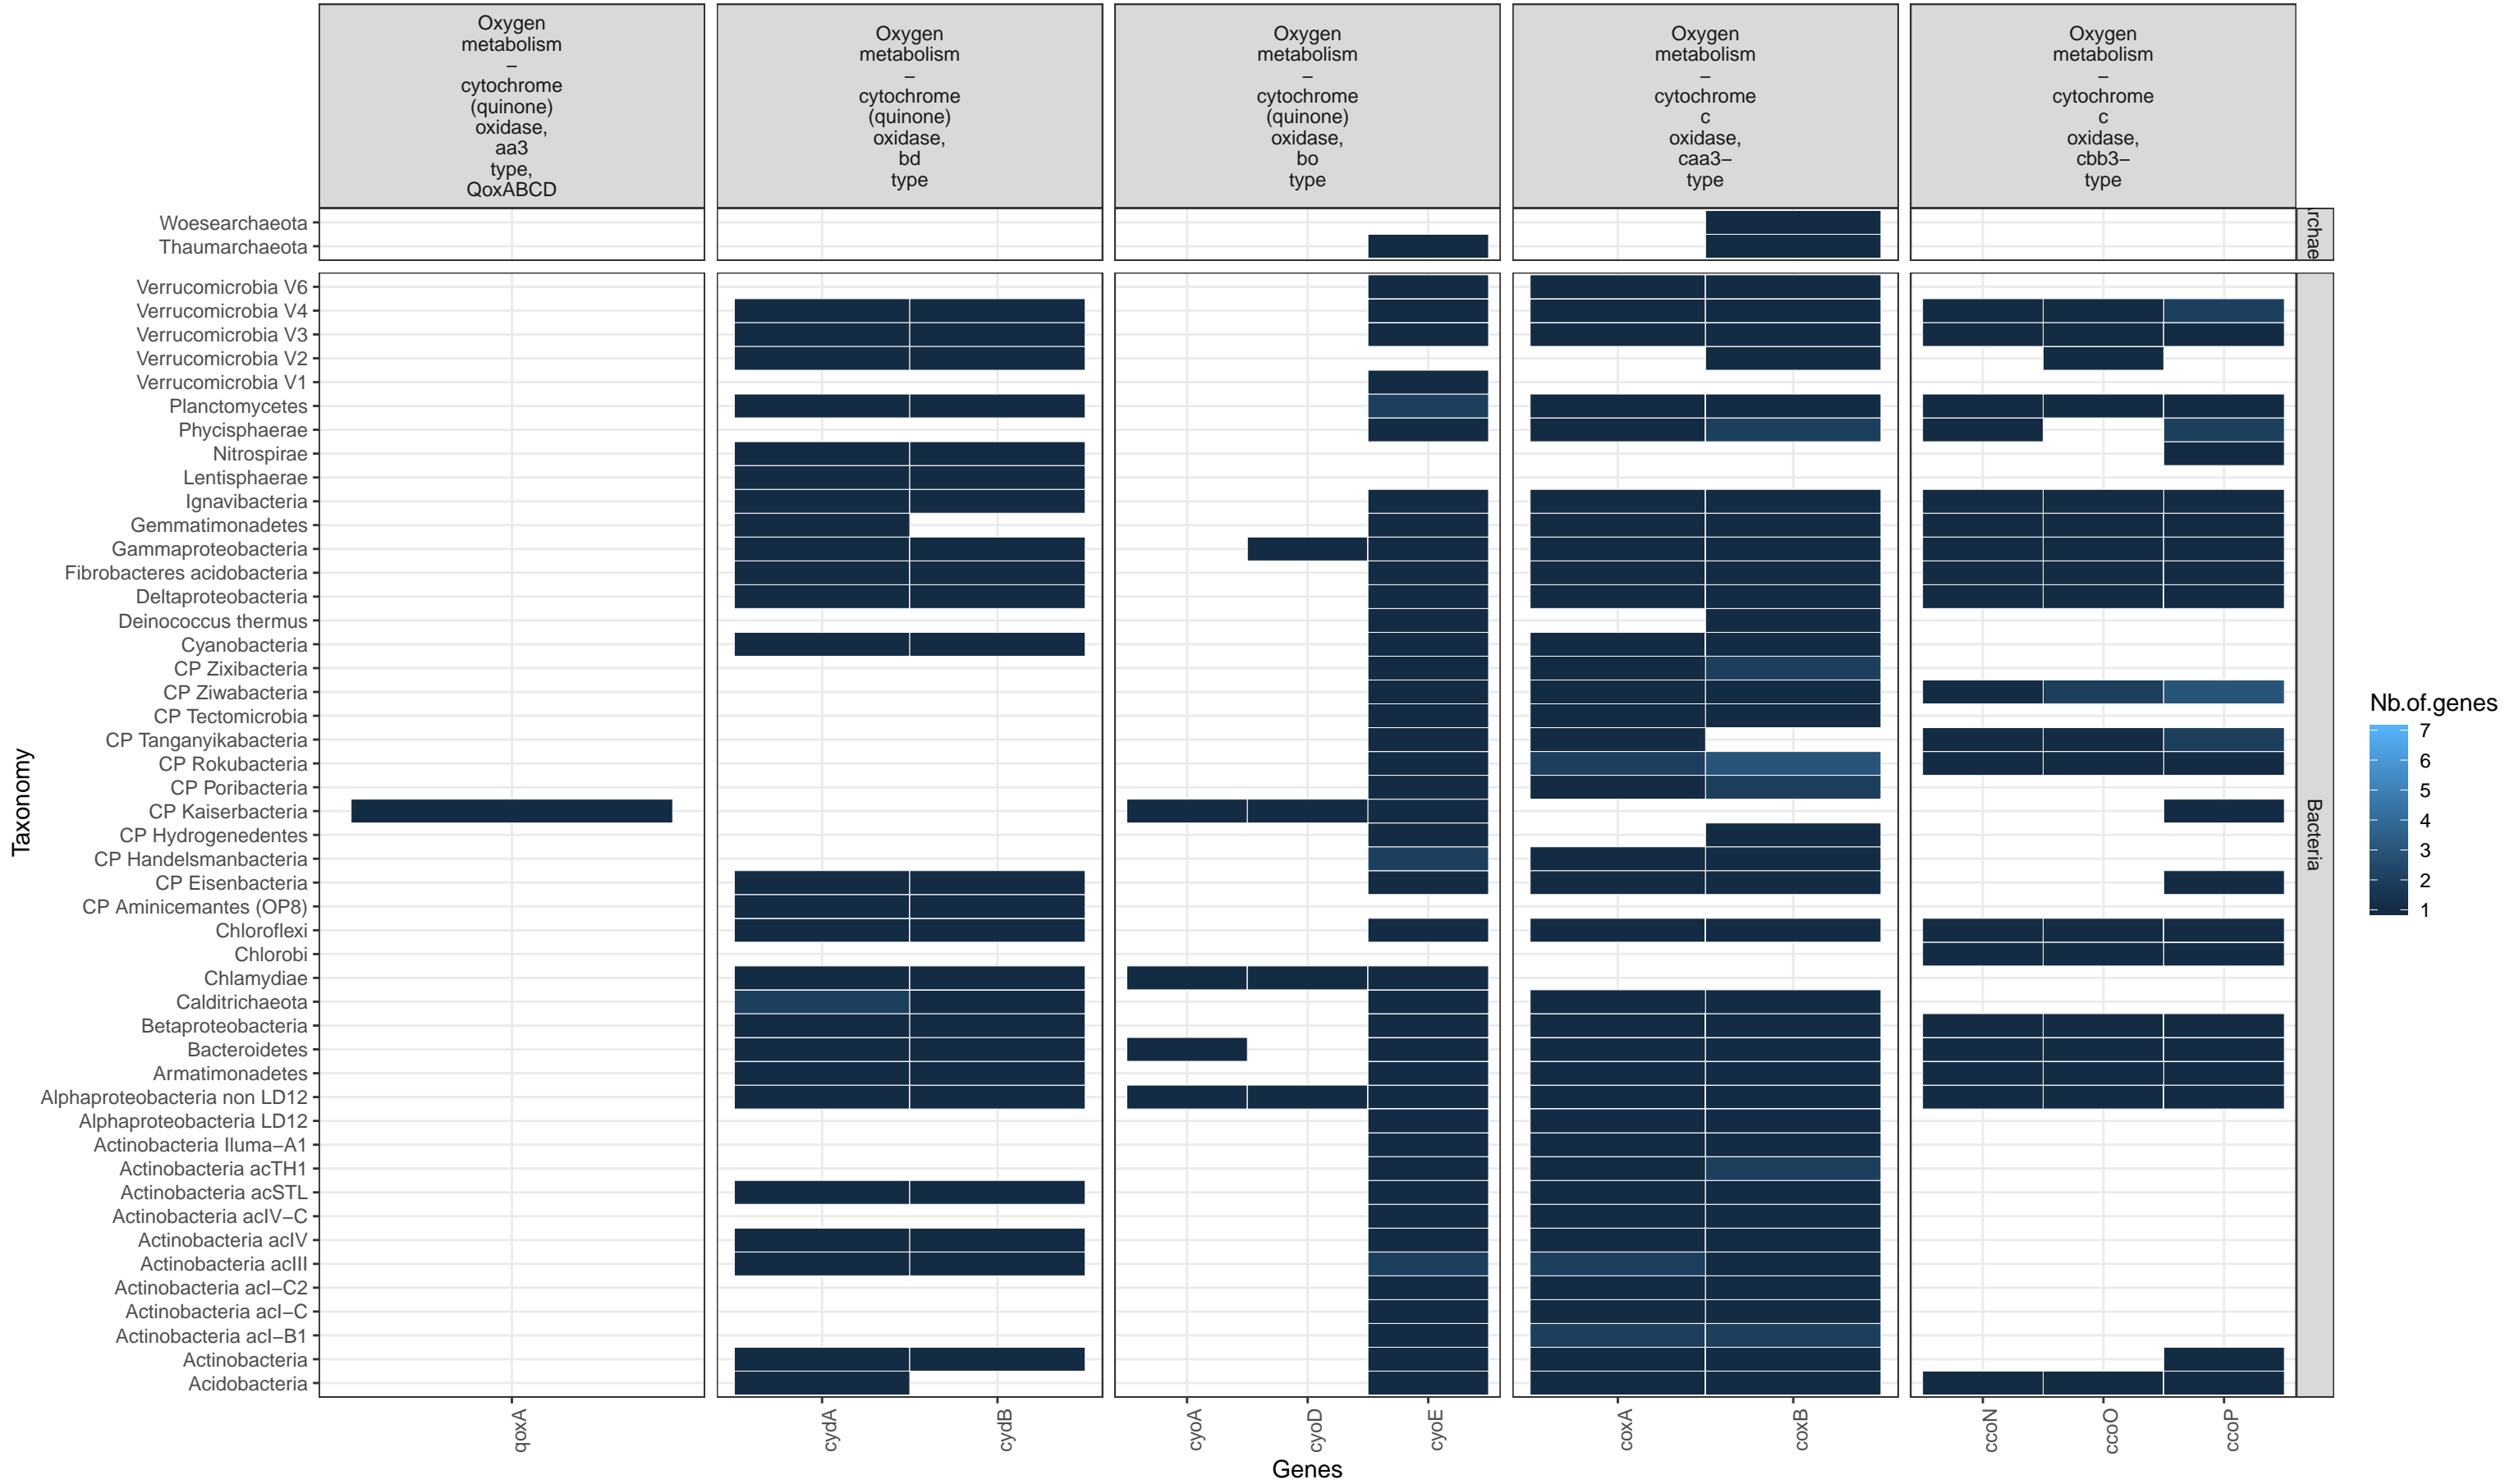 Oxygen
metabolism
–
cytochrome
(quinone)
oxidase,
aa3
type,
QoxABCD
Oxygen
metabolism
–
cytochrome
(quinone)
oxidase,
bd
type
Oxygen
metabolism
–
cytochrome
(quinone)
oxidase,
bo
type
Oxygen
metabolism
–
cytochrome
c
oxidase,
caa3–
type
Oxygen
metabolism
–
cytochrome
c
oxidase,
cbb3–
type
Woesearchaeota
Thaumarchaeota
rchae
Verrucomicrobia V6
Verrucomicrobia V4
Verrucomicrobia V3
Verrucomicrobia V2
Verrucomicrobia V1
Planctomycetes
Phycisphaerae
Nitrospirae
Lentisphaerae
Ignavibacteria
Gemmatimonadetes
Gammaproteobacteria
Fibrobacteres acidobacteria
Deltaproteobacteria
Deinococcus thermus
Cyanobacteria
CP Zixibacteria
CP Ziwabacteria
CP Tectomicrobia
CP Tanganyikabacteria
CP Rokubacteria
CP Poribacteria
CP Kaiserbacteria
CP Hydrogenedentes
CP Handelsmanbacteria
CP Eisenbacteria
CP Aminicemantes (OP8)
Chloroflexi
Chlorobi
Chlamydiae
Calditrichaeota
Betaproteobacteria
Bacteroidetes
Armatimonadetes
Alphaproteobacteria non LD12
Alphaproteobacteria LD12
Actinobacteria Iluma–A1
Actinobacteria acTH1
Actinobacteria acSTL
Actinobacteria acIV–C
Actinobacteria acIV
Actinobacteria acIII
Actinobacteria acI–C2
Actinobacteria acI–C
Actinobacteria acI–B1
Actinobacteria
Acidobacteria
Bacteria
Taxonomy
qoxA
cydA
cydB
cyoA
cyoD
cyoE
coxA
coxB
ccoN
ccoO
ccoP
Genes
Nb.of.genes
7
6
5
4
3
2
1